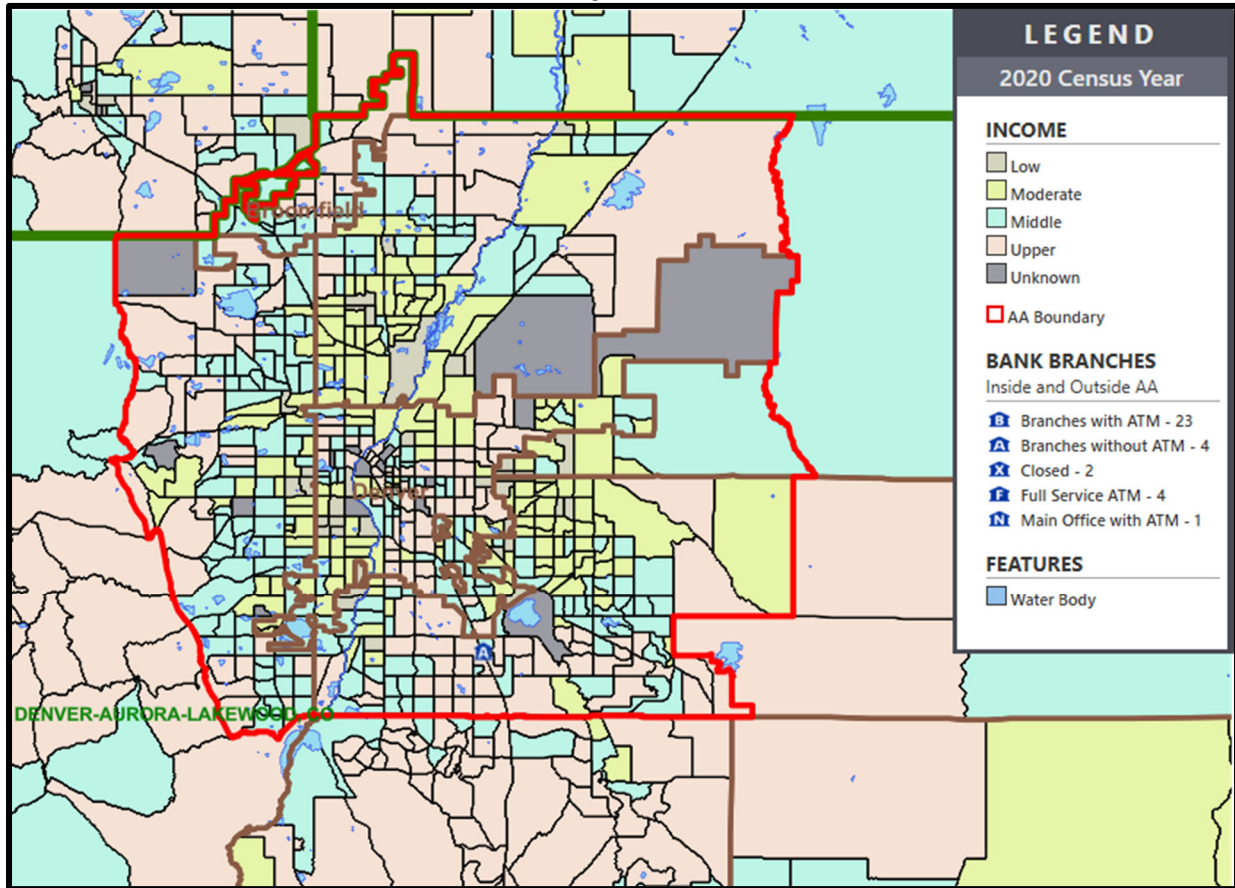 Broomfield
Denver
A
DENVER-AURORA-LAKEWOOD, CO
LEGEND
2020 Census Year
INCOME
Low
Moderate
Middle
Upper
Unknown
AA Boundary
BANK BRANCHES
Inside and Outside AA
B Branches with ATM - 23
A Branches without ATM - 4
X Closed - 2
F Full Service ATM - 4
N Main Office with ATM - 1
FEATURES
Water Body